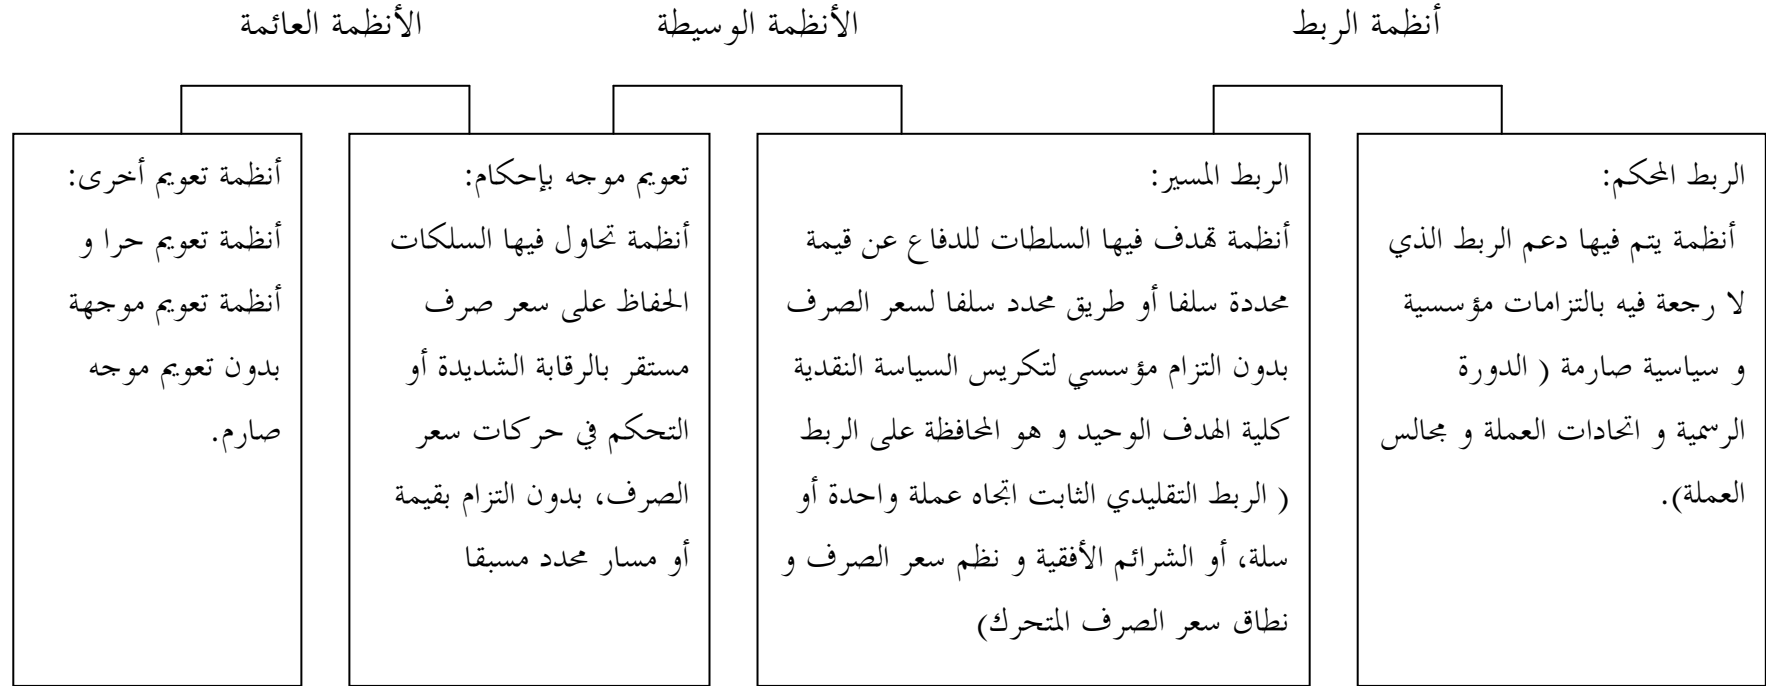 أنظمة الربط
الأنظمة الوسيطة
الأنظمة العائمة
الربط المحكم:
أنظمة يتم فيها دعم الربط الذي
لا رجعة فيه بالتزامات مؤسسية
و سياسية صارمة ( الدورة
الرسمية و اتحادات العملة و مجالس
العملة).
الربط المسير:
أنظمة تهدف فيها السلطات للدفاع عن قيمة
محددة سلفا أو طريق محدد سلفا لسعر الصرف
بدون التزام مؤسسي لتكريس السياسة النقدية
كلية الهدف الوحيد و هو المحافظة على الربط
( الربط التقليدي الثابت اتجاه عملة واحدة أو
سلة، أو الشرائم الأفقية و نظم سعر الصرف و
نطاق سعر الصرف المتحرك)
تعويم موجه بإحكام:
أنظمة تحاول فيها السلكات
الحفاظ على سعر صرف
مستقر بالرقابة الشديدة أو
التحكم في حركات سعر
الصرف، بدون التزام بقيمة
أو مسار محدد مسبقا
أنظمة تعويم أخرى:
أنظمة تعويم حرا و
أنظمة تعويم موجهة
بدون تعويم موجه
صارم.